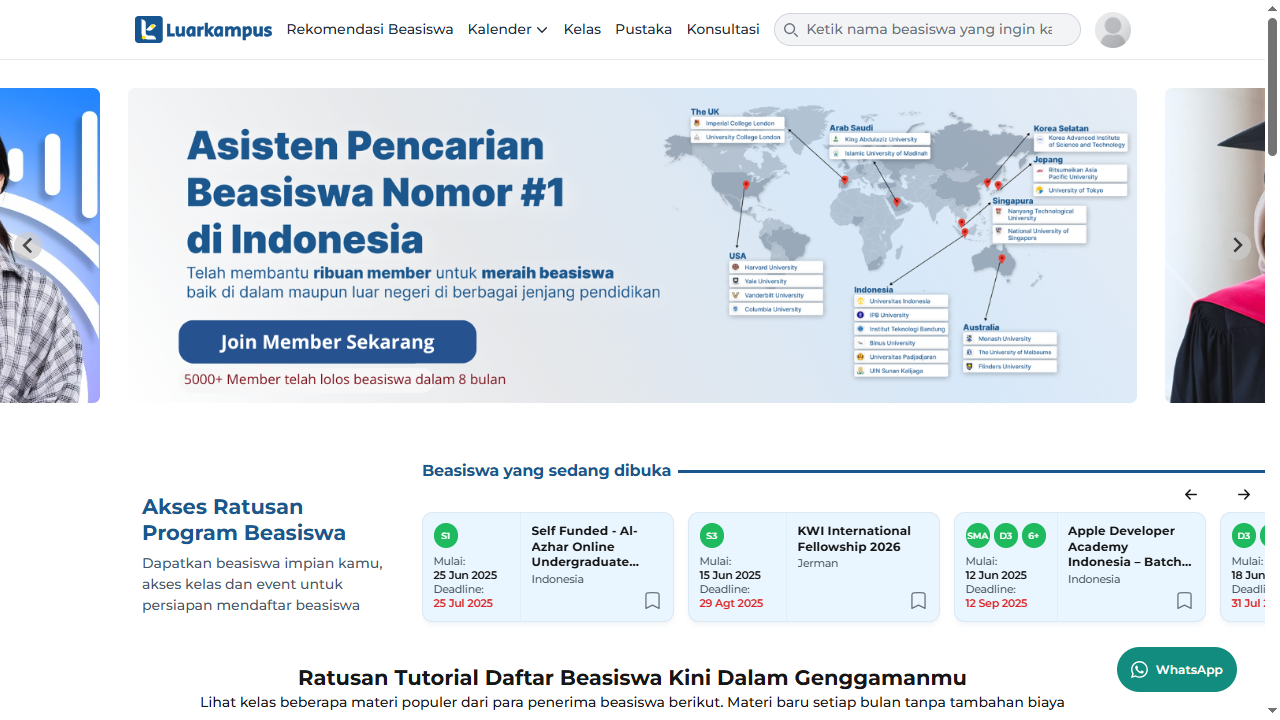 Luarkampus
Rekomendasi Beasiswa
Kalender
Kelas
Pustaka
Konsultasi
Ketik nama beasiswa yang ingin ka
Asisten Pencarian
Beasiswa Nomor #1
di Indonesia
Telah membantu ribuan member untuk meraih beasiswa
baik di dalam maupun luar negeri di berbagai jenjang pendidikan
Join Member Sekarang
5000+ Member telah lolos beasiswa dalam 8 bulan
The UK
Imperial College London
University College London
Arab Saudi
King Abdulaziz University
Islamic University of Madinah
Korea Selatan
Korea Advanced Institute
of Science and Technology
Jepang
Ritsumeikan Asia
Pacific University
University of Tokyo
Singapura
Nanyang Technological
University
National University of
Singapore
USA
Harvard University
Yale University
Vanderbilt University
Columbia University
Indonesia
Universitas Indonesia
IPB University
Institut Teknologi Bandung
Binus University
Universitas Padjadjaran
UIN Sunan Kalijaga
Australia
Monash University
The University of Melbourne
Flinders University
Beasiswa yang sedang dibuka
Akses Ratusan
Program Beasiswa
Dapatkan beasiswa impian kamu,
akses kelas dan event untuk
persiapan mendaftar beasiswa
S1
Mulai:
25 Jun 2025
Deadline:
25 Jul 2025
Self Funded - Al-
Azhar Online
Undergraduate...
Indonesia
S3
Mulai:
15 Jun 2025
Deadline:
29 Agt 2025
KWI International
Fellowship 2026
Jerman
SMA D3 6+
Mulai:
12 Jun 2025
Deadline:
12 Sep 2025
Apple Developer
Academy
Indonesia – Batch...
Indonesia
D3
Mulai:
18 Jun
Deadli
31 Jul
Ratusan Tutorial Daftar Beasiswa Kini Dalam Genggamanmu
Lihat kelas beberapa materi populer dari para penerima beasiswa berikut. Materi baru setiap bulan tanpa tambahan biaya
WhatsApp